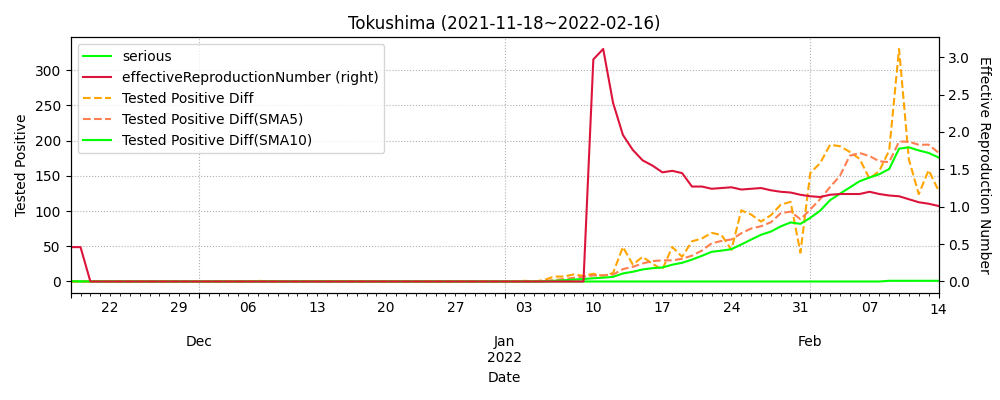 Tokushima (2021-11-18~2022-02-16)
serious
effectiveReproductionNumber (right)
Tested Positive Diff
Tested Positive Diff(SMA5)
Tested Positive Diff(SMA10)
Tested Positive
300
250
200
150
100
50
0
Effective Reproduction Number
3.0
2.5
2.0
1.5
1.0
0.5
0.0
22 29 06 13 20 27 03 10 17 24 31 07 14
Dec Jan Feb
2022
Date